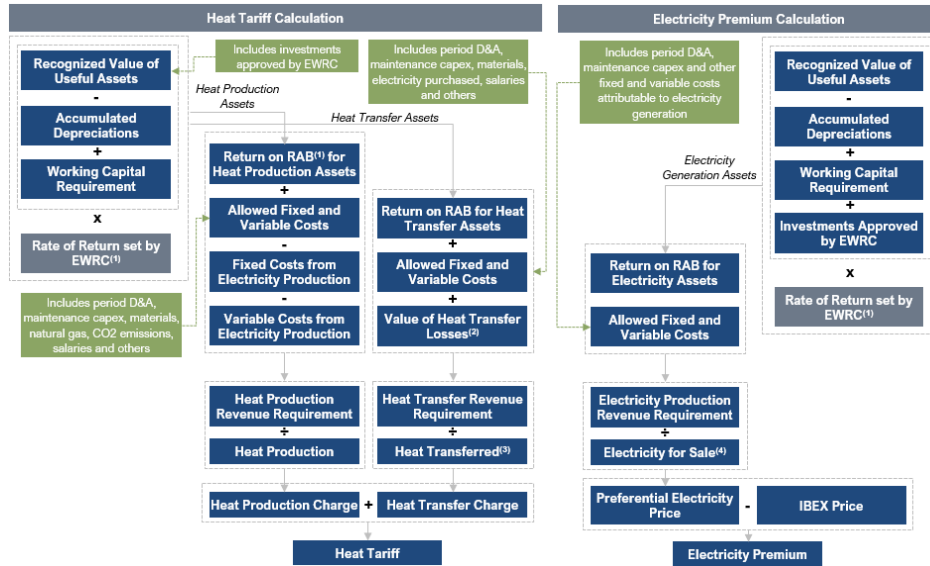 Heat Tariff Calculation
Recognized Value of
Useful Assets
-
Accumulated
Depreciations
+
Working Capital
Requirement
x
Rate of Return set by
EWRC(1)
Includes investments
approved by EWRC
Includes period D&A,
maintenance capex, materials,
electricity purchased, salaries
and others
Heat Production
Assets
Heat Transfer Assets
Return on RAB(1) for
Heat Production Assets
+
Allowed Fixed and
Variable Costs
-
Fixed Costs from
Electricity Production
-
Variable Costs from
Electricity Production
Includes period D&A,
maintenance capex, materials,
natural gas, CO2 emissions,
salaries and others
Return on RAB for Heat
Transfer Assets
+
Allowed Fixed and
Variable Costs
+
Value of Heat Transfer
Losses(2)
Heat Production
Revenue Requirement
÷
Heat Production
Heat Transfer Revenue
Requirement
÷
Heat Transferred(3)
Heat Production Charge
+
Heat Transfer Charge
Heat Tariff
Electricity Premium Calculation
Includes period D&A,
maintenance capex and other
fixed and variable costs
attributable to electricity
generation
Recognized Value of
Useful Assets
-
Accumulated
Depreciations
+
Working Capital
Requirement
+
Investments Approved
by EWRC
x
Rate of Return set by
EWRC(1)
Electricity
Generation Assets
Return on RAB for
Electricity Assets
+
Allowed Fixed and
Variable Costs
Electricity Production
Revenue Requirement
÷
Electricity for Sale(4)
Preferential Electricity
Price
-
IBEX Price
Electricity Premium